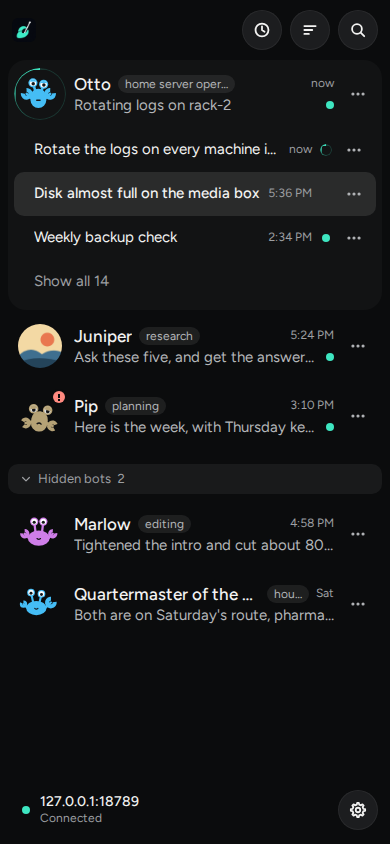 Otto home server oper... now
Rotating logs on rack-2
Rotate the logs on every machine i... now
Disk almost full on the media box 5:36 PM
Weekly backup check 2:34 PM
Show all 14
Juniper research 5:24 PM
Ask these five, and get the answer...
Pip planning 3:10 PM
Here is the week, with Thursday ke...
Hidden bots 2
Marlow editing 4:58 PM
Tightened the intro and cut about 80...
Quartermaster of the ... hou... Sat
Both are on Saturday's route, pharma...
127.0.0.1:18789
Connected